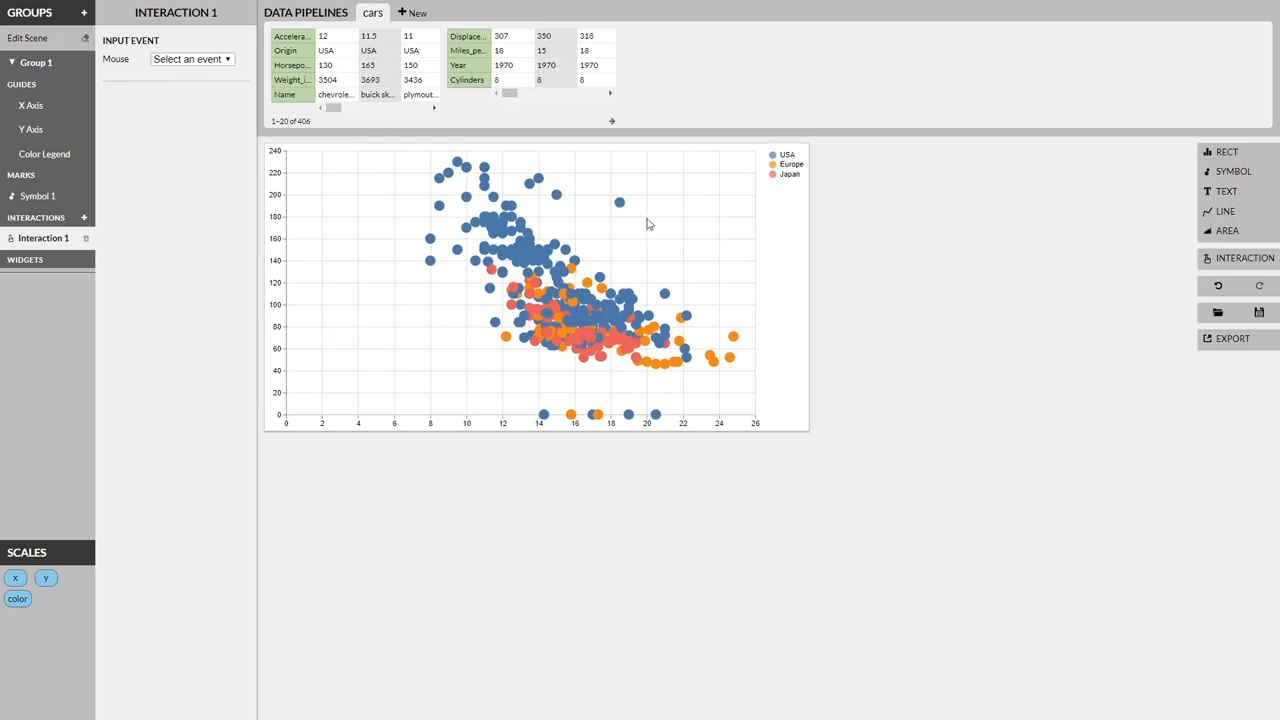 GROUPS +
Edit Scene
Group 1
GUIDES
X Axis
Y Axis
Color Legend
MARKS
Symbol 1
INTERACTIONS +
Interaction 1
WIDGETS
SCALES
x y
color
INTERACTION 1
INPUT EVENT
Mouse Select an event
DATA PIPELINES cars + New
Accelera... 12 11.5 11
Origin USA USA USA
Horsepo... 130 165 150
Weight_i... 3504 3693 3436
Name chevrole... buick sk... plymout...
Displace... 307 350 318
Miles_pe... 18 15 18
Year 1970 1970 1970
Cylinders 8 8 8
1–20 of 406
240
220
200
180
160
140
120
100
80
60
40
20
0
0 2 4 6 8 10 12 14 16 18 20 22 24 26
USA
Europe
Japan
RECT
SYMBOL
TEXT
LINE
AREA
INTERACTION
EXPORT